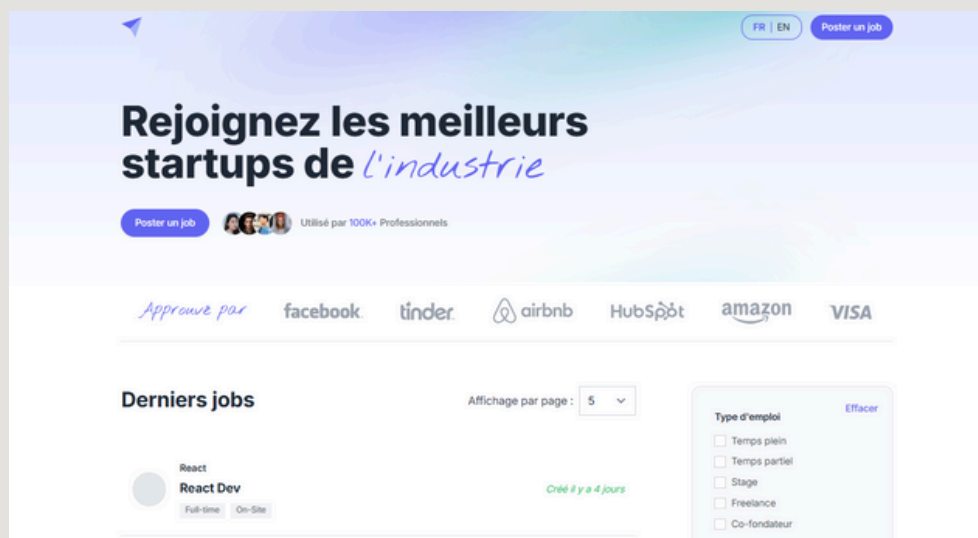 FR | EN
Poster un job
Rejoignez les meilleurs
startups de l'industrie
Poster un job
Utilisé par 100K+ Professionnels
Approuvé par
facebook
tinder
airbnb
HubSpot
amazon
VISA
Derniers jobs
Affichage par page : 5
Effacer
Type d'emploi
Temps plein
Temps partiel
Stage
Freelance
Co-fondateur
React
React Dev
Créé il y a 4 jours
Full-time
On-Site